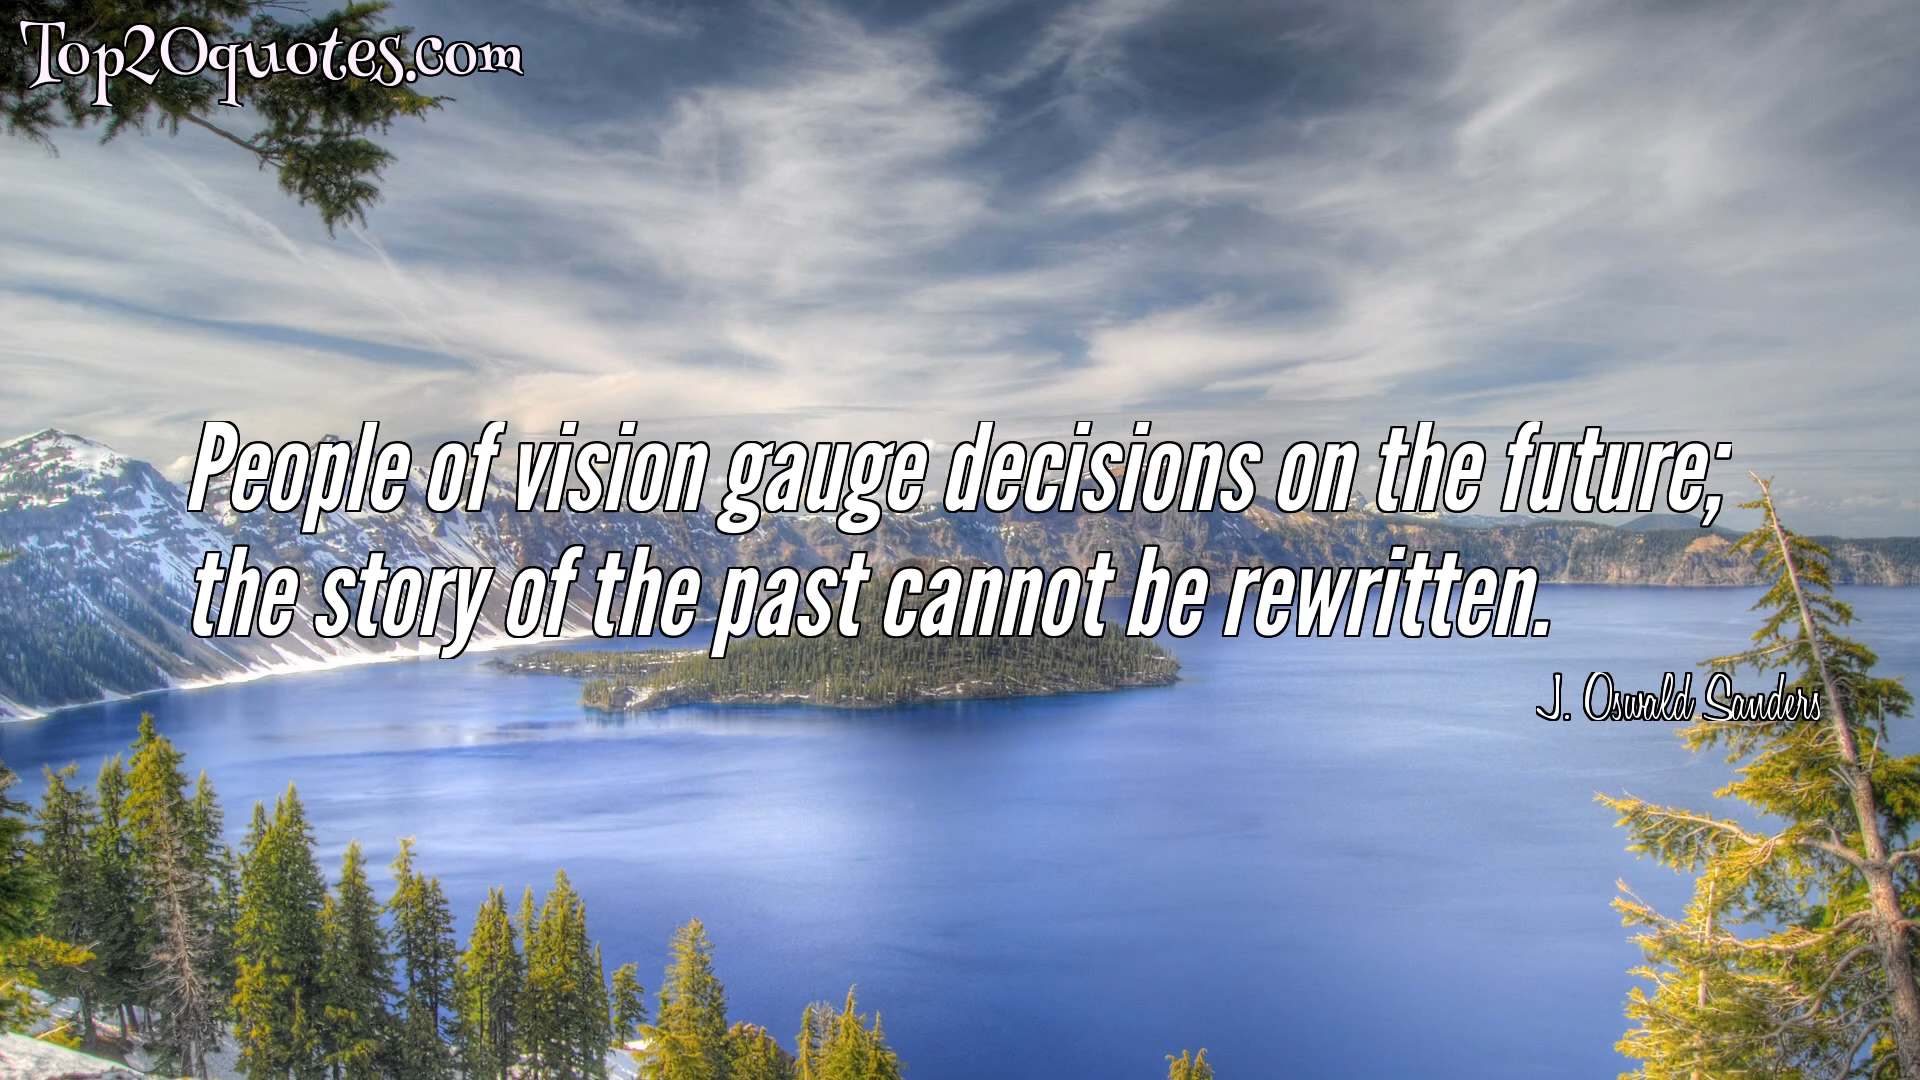 Top20quotes.com
People of vision gauge decisions on the future;
the story of the past cannot be rewritten.
J. Oswald Sanders